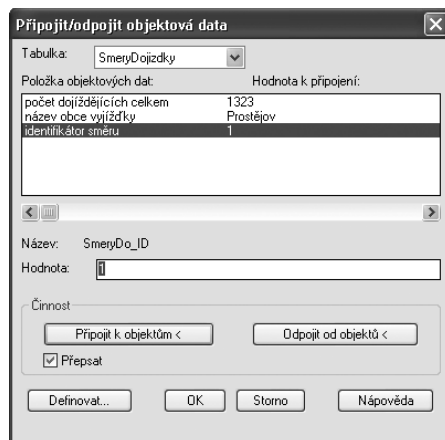 Připojit/odpojit objektová data
Tabulka: SmeryDojizdky
Položka objektových dat: Hodnota k připojení:
počet dojíždějících celkem 1323
název obce vyjížďky Prostějov
identifikátor směru 1
Název: SmeryDo_ID
Hodnota: 1
Činnost
Připojit k objektům <
Odpojit od objektů <
Přepsat
Definovat... OK Storno Nápověda